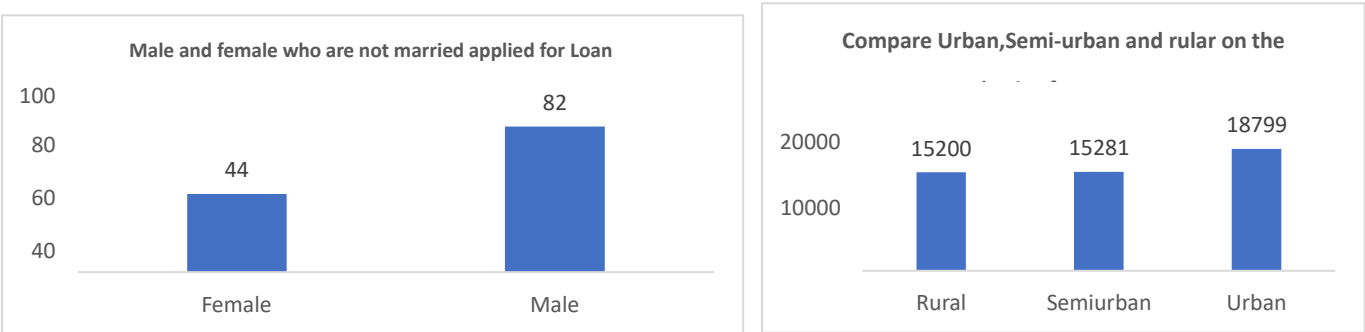 Male and female who are not married applied for Loan
100
80
60
40
44
82
Female
Male
Compare Urban,Semi-urban and rular on the
20000
10000
15200
15281
18799
Rural
Semiurban
Urban